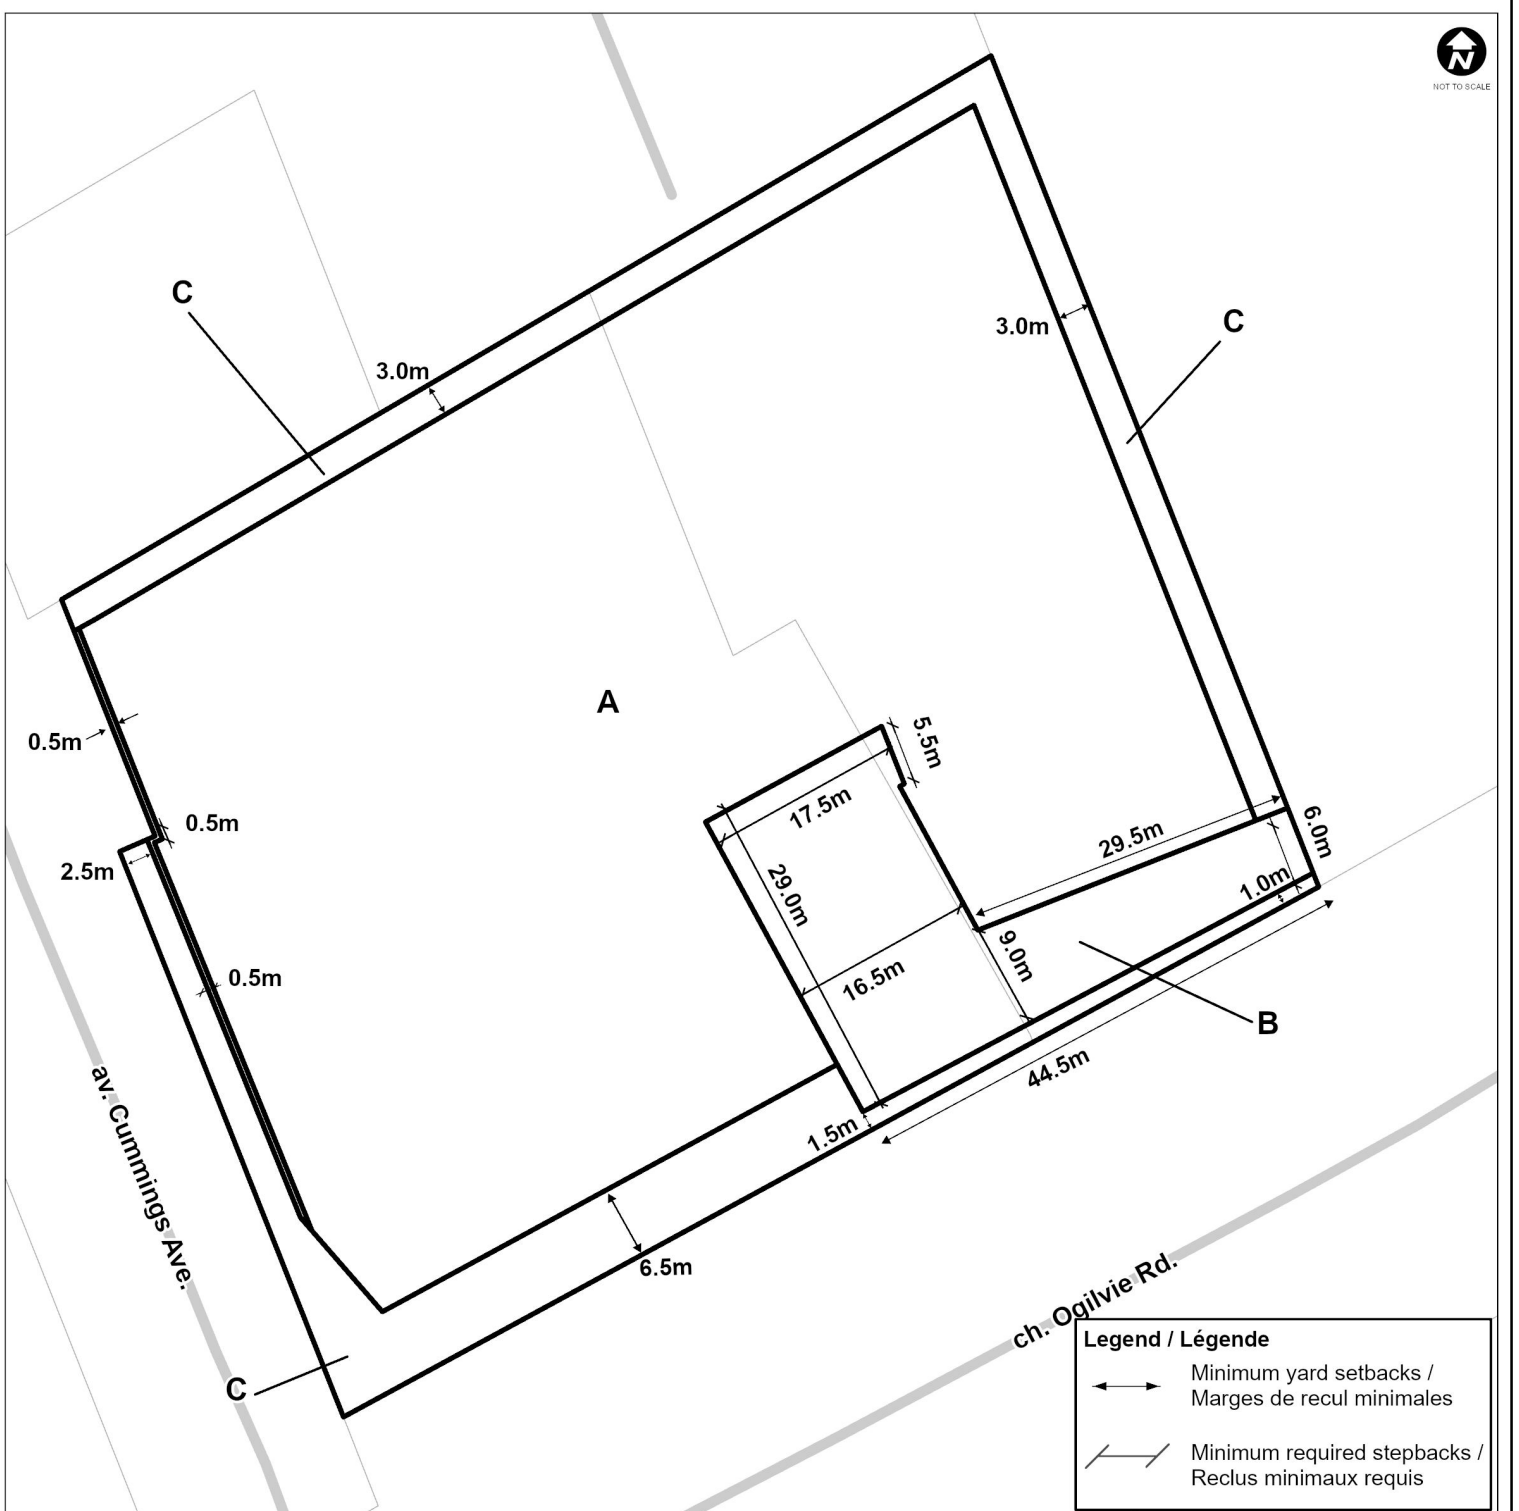 N
NOT TO SCALE
C
C
3.0m
3.0m
A
0.5m
5.5m
17.5m
0.5m
29.5m
6.0m
2.5m
29.0m
1.0m
9.0m
0.5m
16.5m
B
44.5m
1.5m
av. Cummings Ave.
6.5m
ch. Ogilvie Rd.
C
Legend / Légende
Minimum yard setbacks /
Marges de recul minimales
Minimum required stepbacks /
Reclus minimaux requis